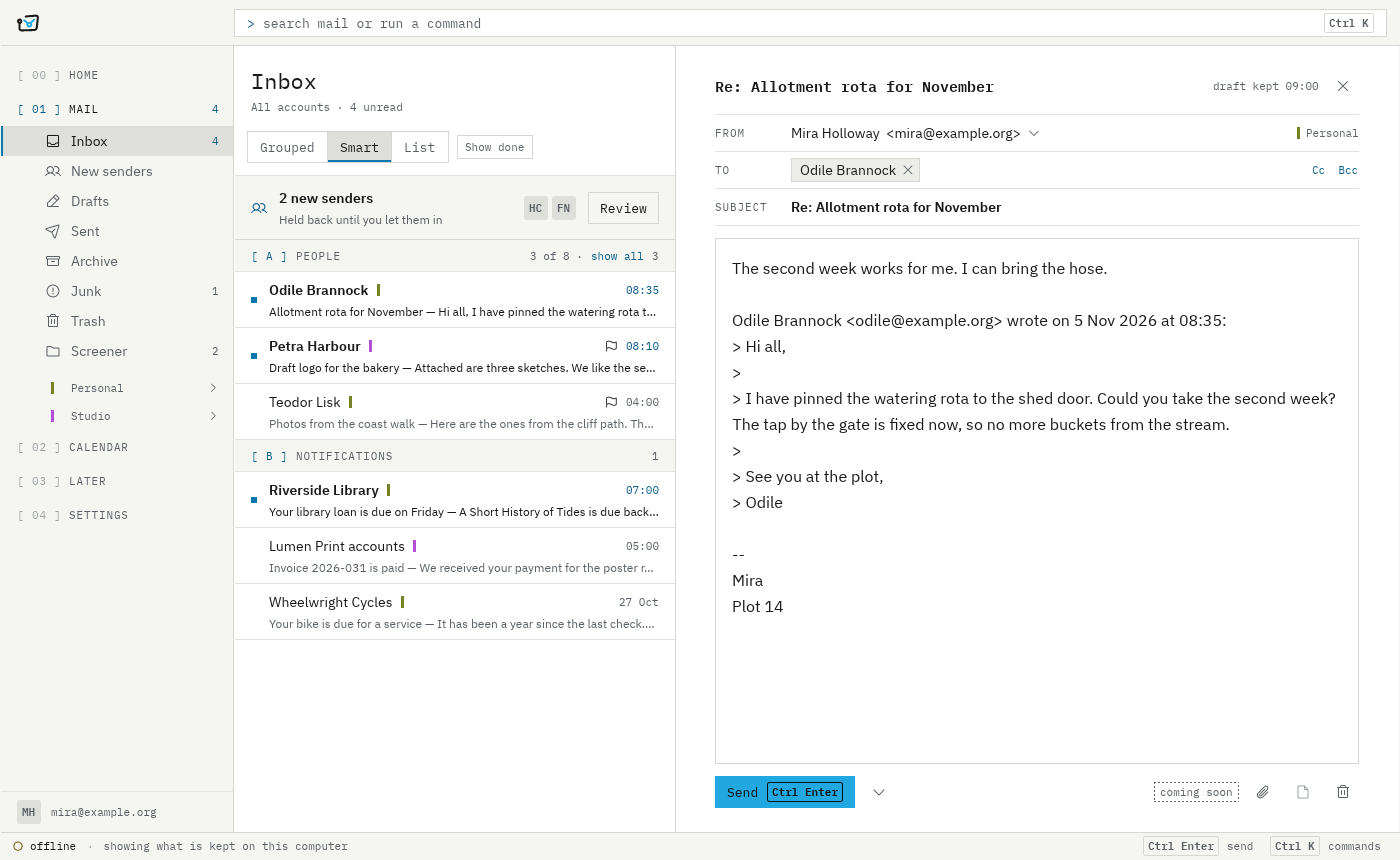 > search mail or run a command Ctrl K
[ 00 ] HOME
[ 01 ] MAIL 4
Inbox 4
New senders
Drafts
Sent
Archive
Junk 1
Trash
Screener 2
Personal
Studio
[ 02 ] CALENDAR
[ 03 ] LATER
[ 04 ] SETTINGS
MH mira@example.org
Inbox
All accounts · 4 unread
Grouped Smart List Show done
2 new senders
Held back until you let them in
HC FN Review
[ A ] PEOPLE 3 of 8 · show all 3
Odile Brannock 08:35
Allotment rota for November — Hi all, I have pinned the watering rota t…
Petra Harbour 08:10
Draft logo for the bakery — Attached are three sketches. We like the se…
Teodor Lisk 04:00
Photos from the coast walk — Here are the ones from the cliff path. Th…
[ B ] NOTIFICATIONS 1
Riverside Library 07:00
Your library loan is due on Friday — A Short History of Tides is due back…
Lumen Print accounts 05:00
Invoice 2026-031 is paid — We received your payment for the poster r…
Wheelwright Cycles 27 Oct
Your bike is due for a service — It has been a year since the last check.…
Re: Allotment rota for November draft kept 09:00
FROM Mira Holloway <mira@example.org> Personal
TO Odile Brannock Cc Bcc
SUBJECT Re: Allotment rota for November
The second week works for me. I can bring the hose.
Odile Brannock <odile@example.org> wrote on 5 Nov 2026 at 08:35:
> Hi all,
>
> I have pinned the watering rota to the shed door. Could you take the second week?
The tap by the gate is fixed now, so no more buckets from the stream.
>
> See you at the plot,
> Odile
--
Mira
Plot 14
Send Ctrl Enter coming soon
offline · showing what is kept on this computer Ctrl Enter send Ctrl K commands